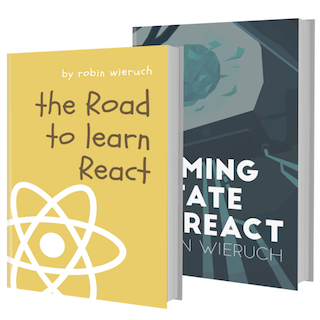 by robin wieruch
the Road
to learn
React
MING
TATE
REACT
N WIERUCH